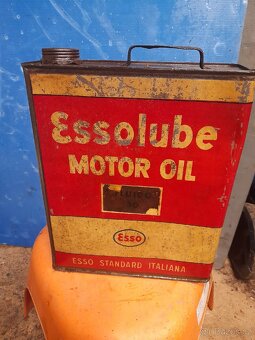 Essolube
MOTOR OIL
Esso
ESSO STANDARD ITALIANA